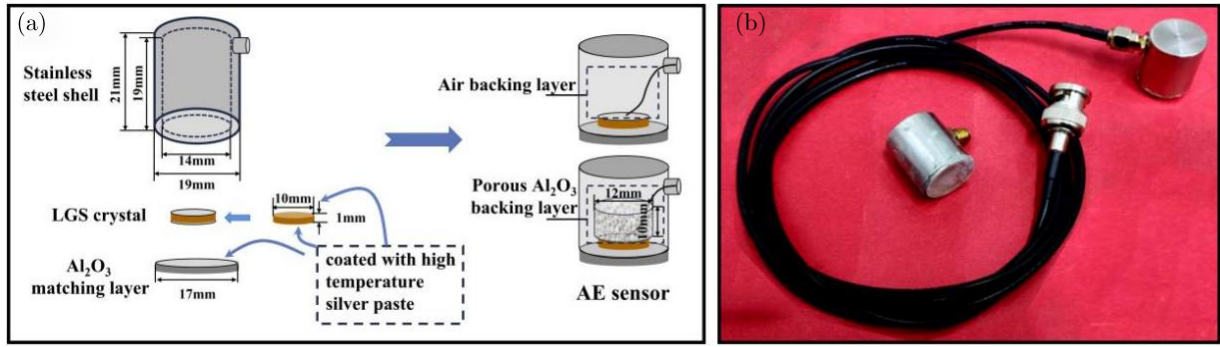 (a)
Stainless
steel shell
21mm
19mm
14mm
19mm
LGS crystal
10mm
1mm
Al₂O₃
matching layer
17mm
coated with high
temperature
silver paste
Air backing layer
Porous Al₂O₃
backing layer
12mm
10mm
AE sensor
(b)